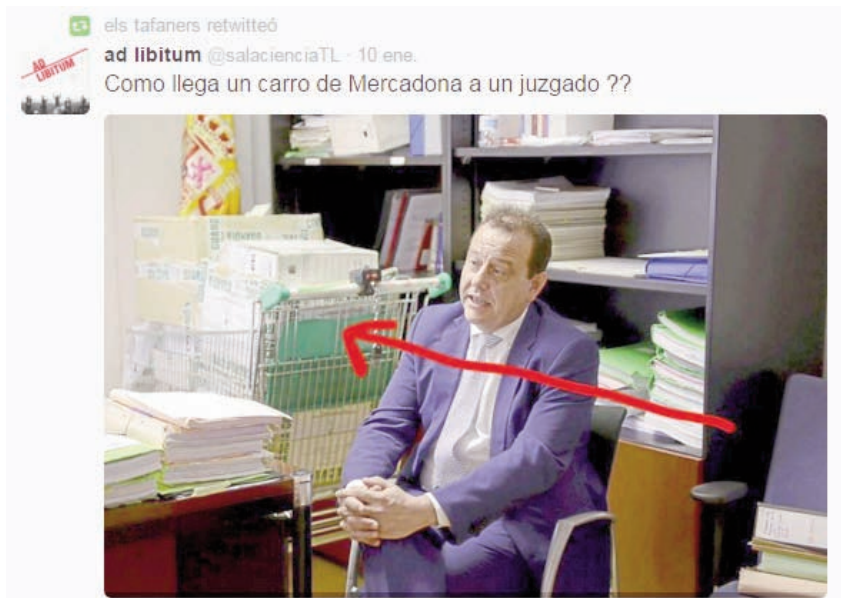 els tafaners retwitteó
ad libitum @salacienciaTL · 10 ene.
AD
LIBITUM
Como llega un carro de Mercadona a un juzgado ??